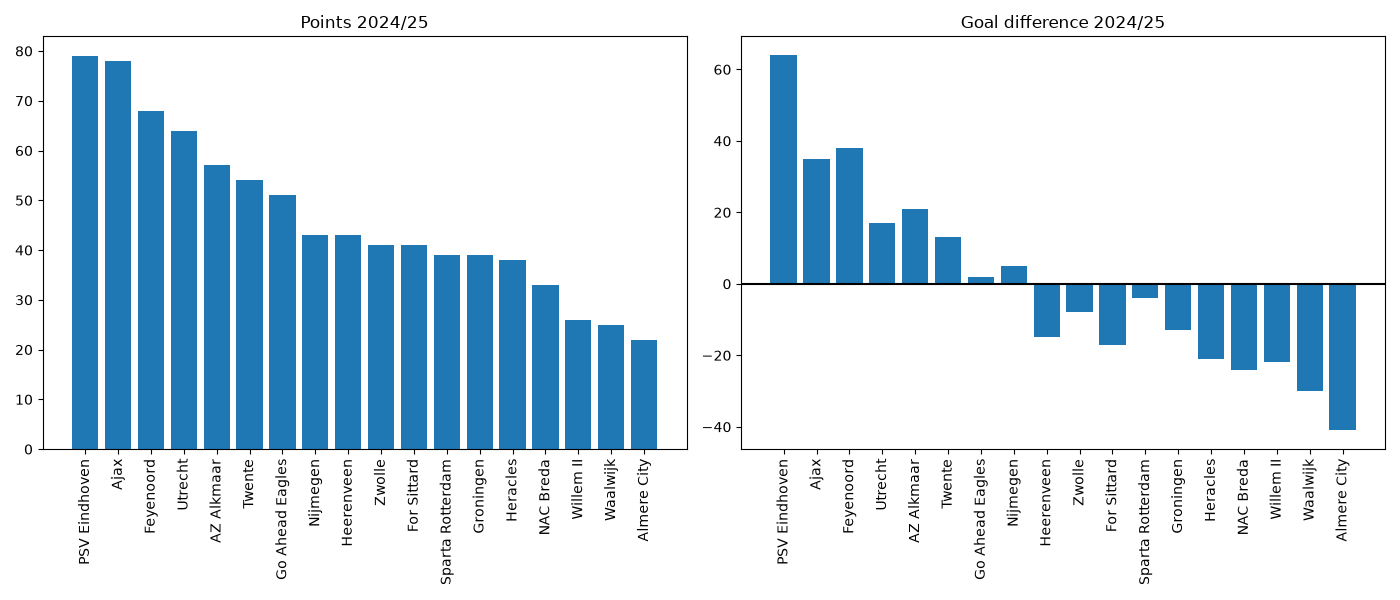 Points 2024/25
80
70
60
50
40
30
20
10
0
PSV Eindhoven
Ajax
Feyenoord
Utrecht
AZ Alkmaar
Twente
Go Ahead Eagles
Nijmegen
Heerenveen
Zwolle
For Sittard
Sparta Rotterdam
Groningen
Heracles
NAC Breda
Willem II
Waalwijk
Almere City
Goal difference 2024/25
60
40
20
0
−20
−40
PSV Eindhoven
Ajax
Feyenoord
Utrecht
AZ Alkmaar
Twente
Go Ahead Eagles
Nijmegen
Heerenveen
Zwolle
For Sittard
Sparta Rotterdam
Groningen
Heracles
NAC Breda
Willem II
Waalwijk
Almere City